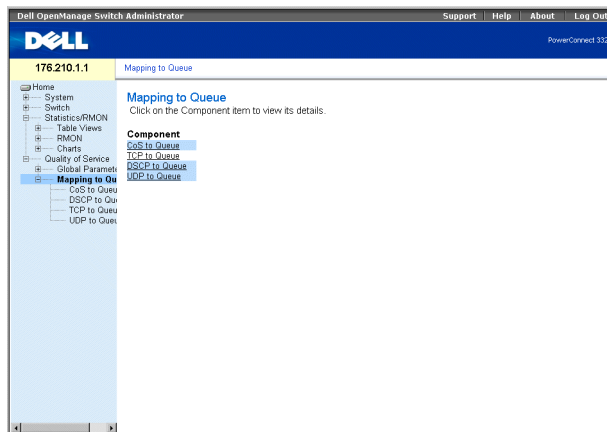 Dell OpenManage Switch Administrator
Support Help About Log Out
DELL
PowerConnect 332
176.210.1.1
Mapping to Queue
Home
System
Switch
Statistics/RMON
Table Views
RMON
Charts
Quality of Service
Global Paramete
Mapping to Qu
CoS to Queu
DSCP to Qu
TCP to Queu
UDP to Queu
Mapping to Queue
Click on the Component item to view its details.
Component
CoS to Queue
TCP to Queue
DSCP to Queue
UDP to Queue